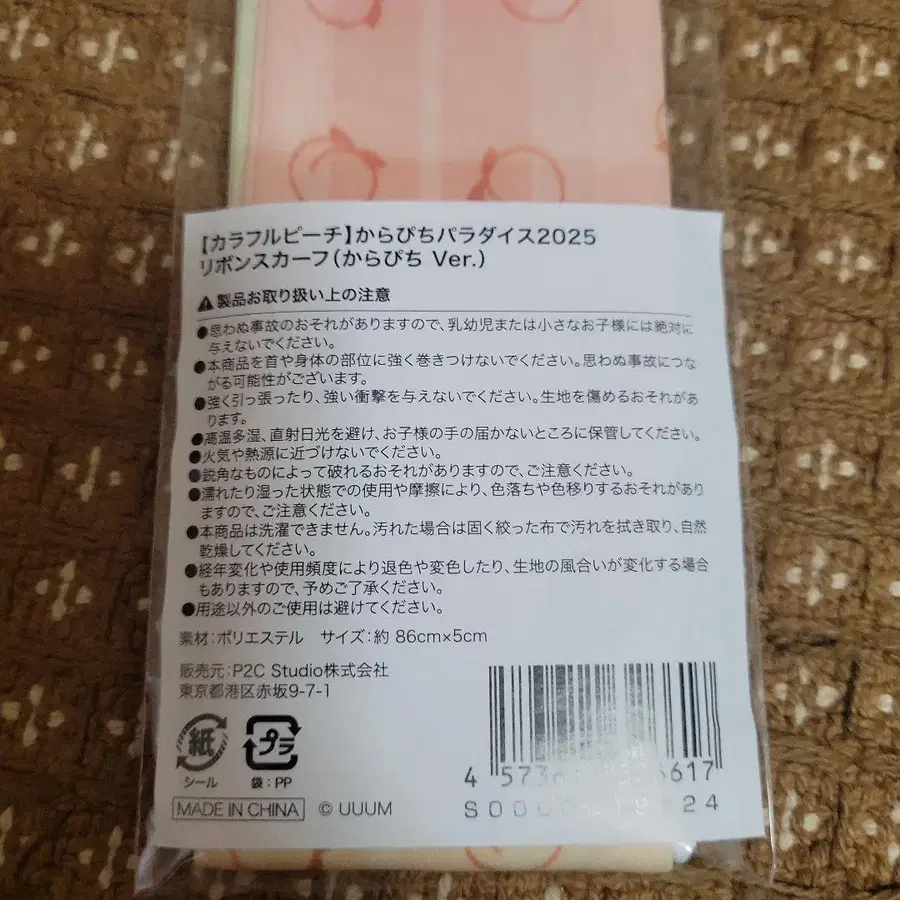 【カラフルピーチ】からぴちパラダイス2025
リボンスカーフ(からぴち Ver.)
製品お取り扱い上の注意
●思わぬ事故のおそれがありますので、乳幼児または小さなお子様には絶対に
与えないでください。
●本商品を首や身体の部位に強く巻きつけないでください。思わぬ事故につな
がる可能性がございます。
●強く引っ張ったり、強い衝撃を与えないでください。生地を傷めるおそれがあ
ります。
●高温多湿、直射日光を避け、お子様の手の届かないところに保管してください。
●火気や熱源に近づけないでください。
●鋭角なものによって破れるおそれがありますので、ご注意ください。
●濡れたり湿った状態での使用や摩擦により、色落ちや色移りするおそれがあり
ますので、ご注意ください。
●本商品は洗濯できません。汚れた場合は固く絞った布で汚れを拭き取り、自然
乾燥してください。
●経年変化や使用頻度により退色や変色したり、生地の風合いが変化する場合
もありますので、予めご了承ください。
●用途以外のご使用は避けてください。
素材:ポリエステル サイズ:約 86cm×5cm
販売元:P2C Studio株式会社
東京都港区赤坂9-7-1
紙 プラ
シール 袋:PP
MADE IN CHINA © UUUM